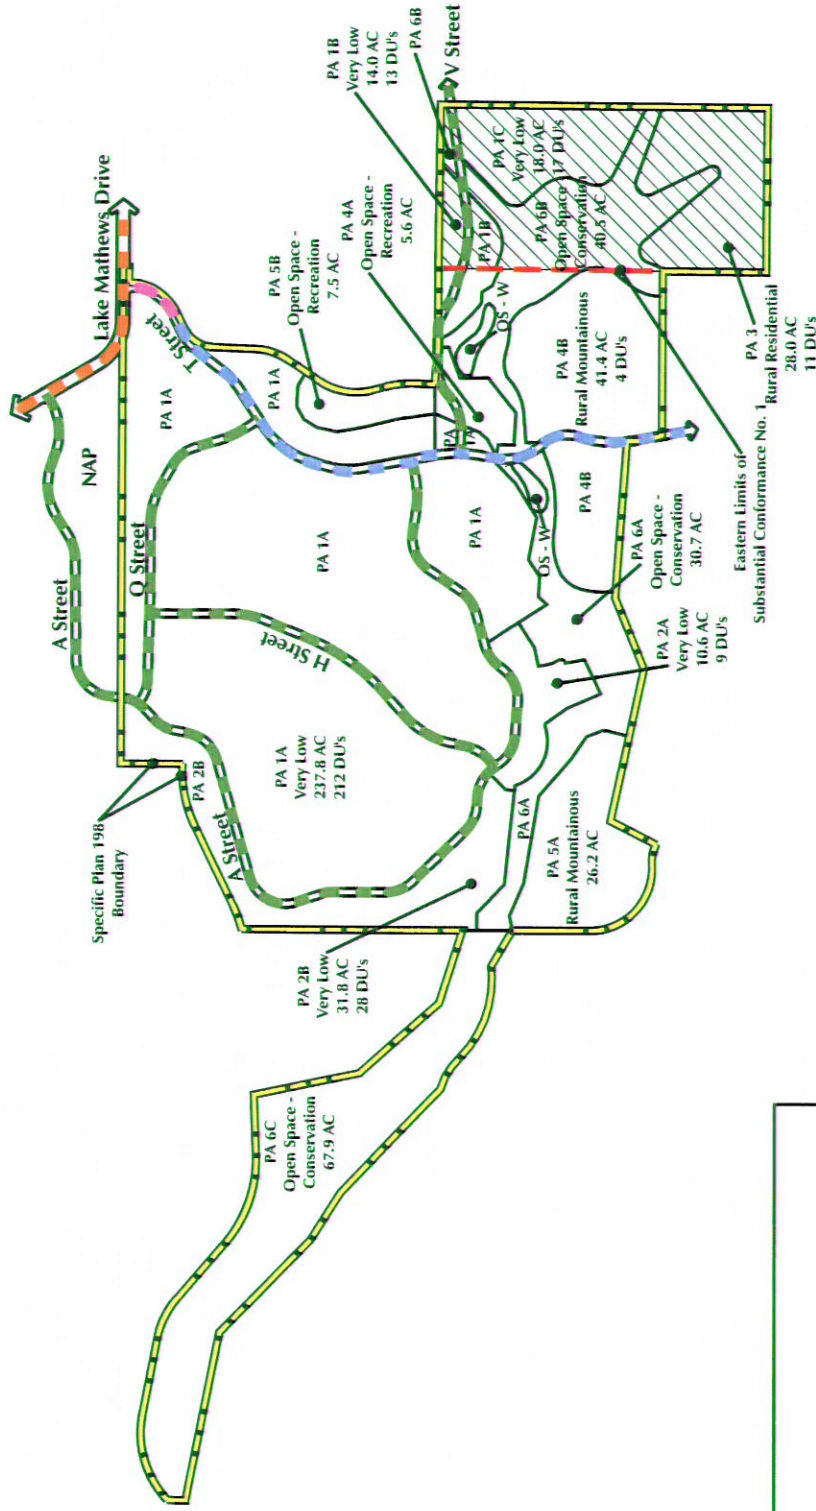 Lake Mathews Drive
T Street
NAP
A Street
Q Street
H Street
A Street
V Street
Specific Plan 198
Boundary
PA 1B
Very Low
14.0 AC
13 DU's
PA 6B
PA 4A
Open Space -
Recreation
5.6 AC
PA 5B
Open Space -
Recreation
7.5 AC
PA 1A
PA 1A
PA 1A
PA 1A
PA
1A
PA 1A
Very Low
237.8 AC
212 DU's
PA 2B
PA 2B
Very Low
31.8 AC
28 DU's
PA 6C
Open Space -
Conservation
67.9 AC
PA 6A
PA 5A
Rural Mountainous
26.2 AC
PA 2A
Very Low
10.6 AC
9 DU's
PA 6A
Open Space -
Conservation
30.7 AC
OS - W
OS - W
PA 4B
PA 4B
Rural Mountainous
41.4 AC
4 DU's
PA 1B
PA 1C
Very Low
18.0 AC
17 DU's
PA 6B
Open Space
Conservation
40.5 AC
Eastern Limits of
Substantial Conformance No. 1
PA 3
Rural Residential
28.0 AC
11 DU's